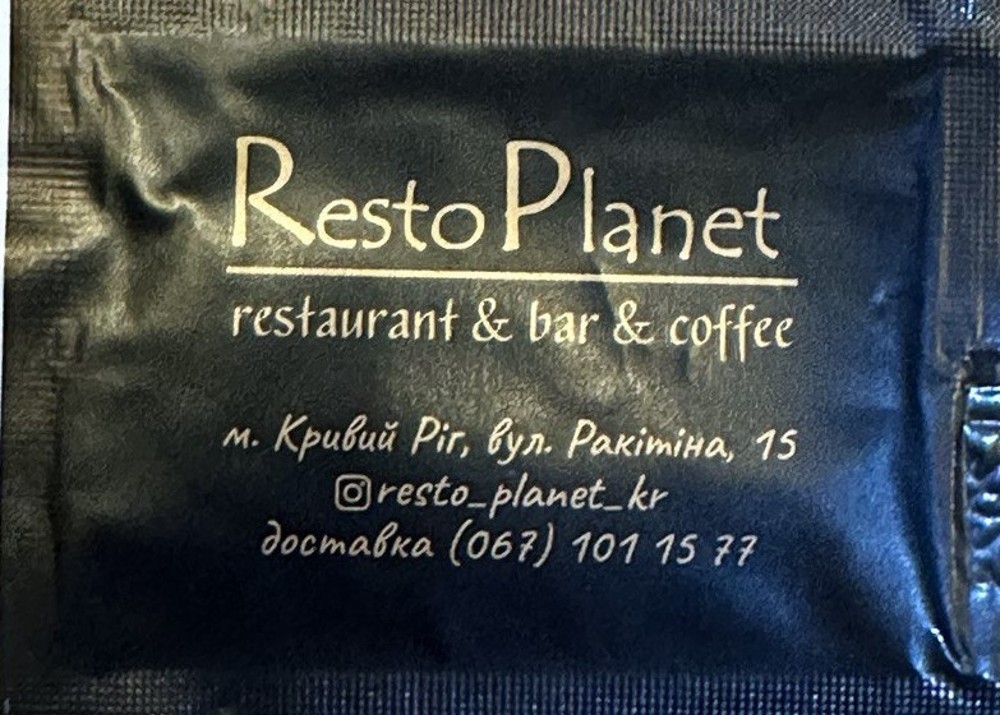 Resto Planet
restaurant & bar & coffee
м. Кривий Ріг, вул. Ракітіна, 15
resto_planet_kr
доставка (067) 101 15 77